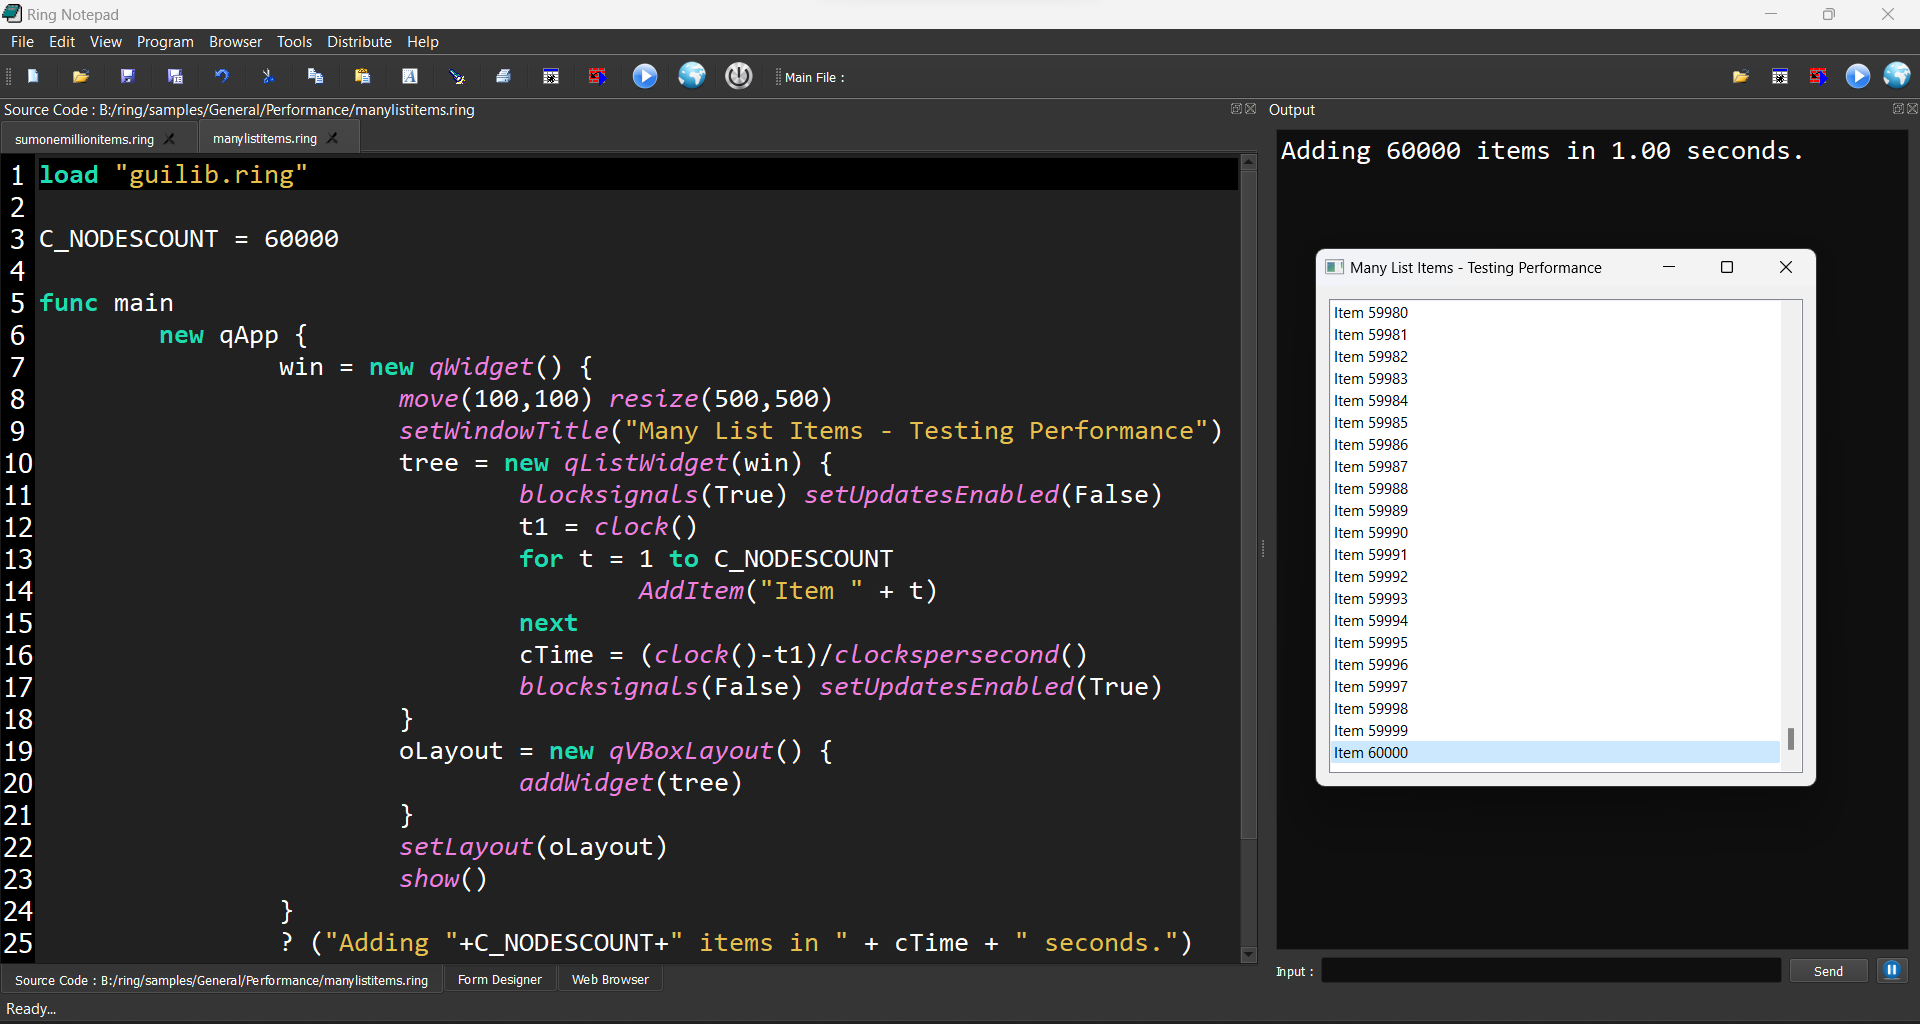 Ring Notepad
File Edit View Program Browser Tools Distribute Help
Main File :
Source Code : B:/ring/samples/General/Performance/manylistitems.ring
sumonemillionitems.ring manylistitems.ring
1 load "guilib.ring"
2
3 C_NODESCOUNT = 60000
4
5 func main
6 new qApp {
7 win = new qWidget() {
8 move(100,100) resize(500,500)
9 setWindowTitle("Many List Items - Testing Performance")
10 tree = new qListWidget(win) {
11 blocksignals(True) setUpdatesEnabled(False)
12 t1 = clock()
13 for t = 1 to C_NODESCOUNT
14 AddItem("Item " + t)
15 next
16 cTime = (clock()-t1)/clockspersecond()
17 blocksignals(False) setUpdatesEnabled(True)
18 }
19 oLayout = new qVBoxLayout() {
20 addWidget(tree)
21 }
22 setLayout(oLayout)
23 show()
24 }
25 ? ("Adding "+C_NODESCOUNT+" items in " + cTime + " seconds.")
Source Code : B:/ring/samples/General/Performance/manylistitems.ring Form Designer Web Browser
Ready...
Output
Adding 60000 items in 1.00 seconds.
Many List Items - Testing Performance
Item 59980
Item 59981
Item 59982
Item 59983
Item 59984
Item 59985
Item 59986
Item 59987
Item 59988
Item 59989
Item 59990
Item 59991
Item 59992
Item 59993
Item 59994
Item 59995
Item 59996
Item 59997
Item 59998
Item 59999
Item 60000
Input : Send